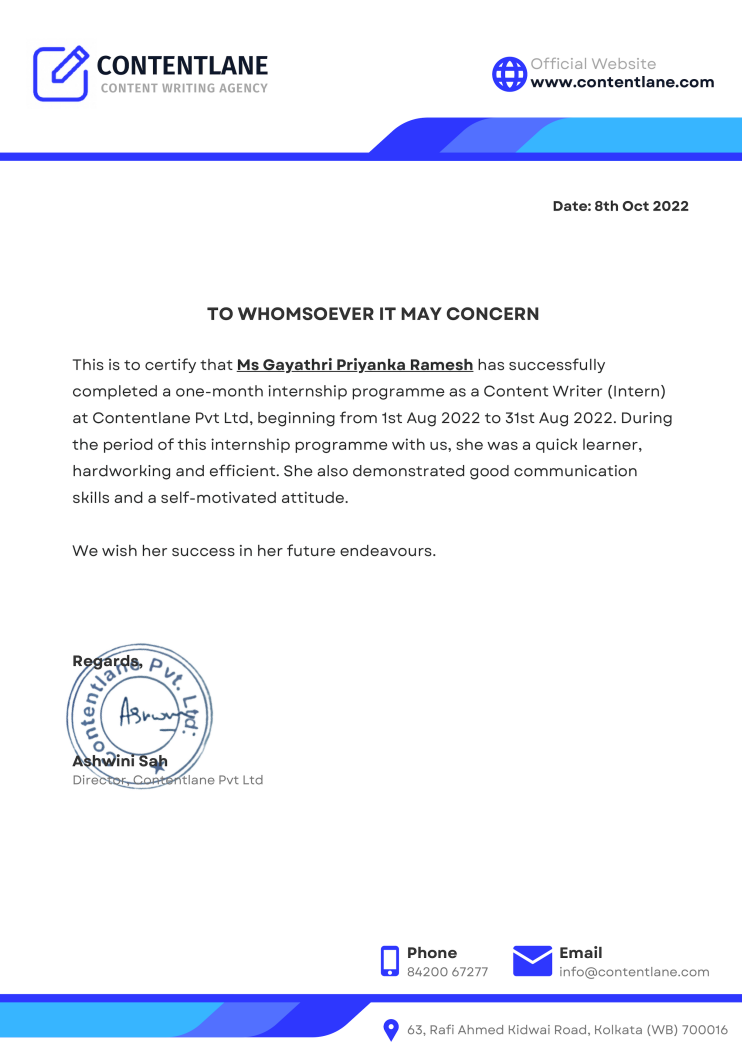 CONTENTLANE
CONTENT WRITING AGENCY
Official Website
www.contentlane.com
Date: 8th Oct 2022
TO WHOMSOEVER IT MAY CONCERN
This is to certify that Ms Gayathri Priyanka Ramesh has successfully
completed a one-month internship programme as a Content Writer (Intern)
at Contentlane Pvt Ltd, beginning from 1st Aug 2022 to 31st Aug 2022. During
the period of this internship programme with us, she was a quick learner,
hardworking and efficient. She also demonstrated good communication
skills and a self-motivated attitude.
We wish her success in her future endeavours.
Regards,
Contentlane Pvt. Ltd.
Ashwini Sah
Director, Contentlane Pvt Ltd
Phone
84200 67277
Email
info@contentlane.com
63, Rafi Ahmed Kidwai Road, Kolkata (WB) 700016